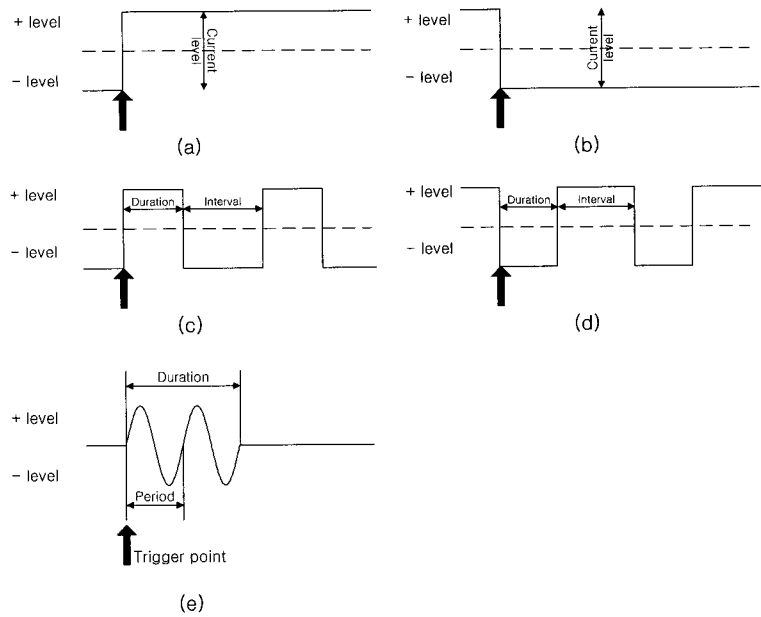 + level
Current
level
− level
(a)
+ level
Current
level
− level
(b)
+ level
Duration
Interval
− level
(c)
+ level
Duration
Interval
− level
(d)
Duration
+ level
− level
Period
Trigger point
(e)